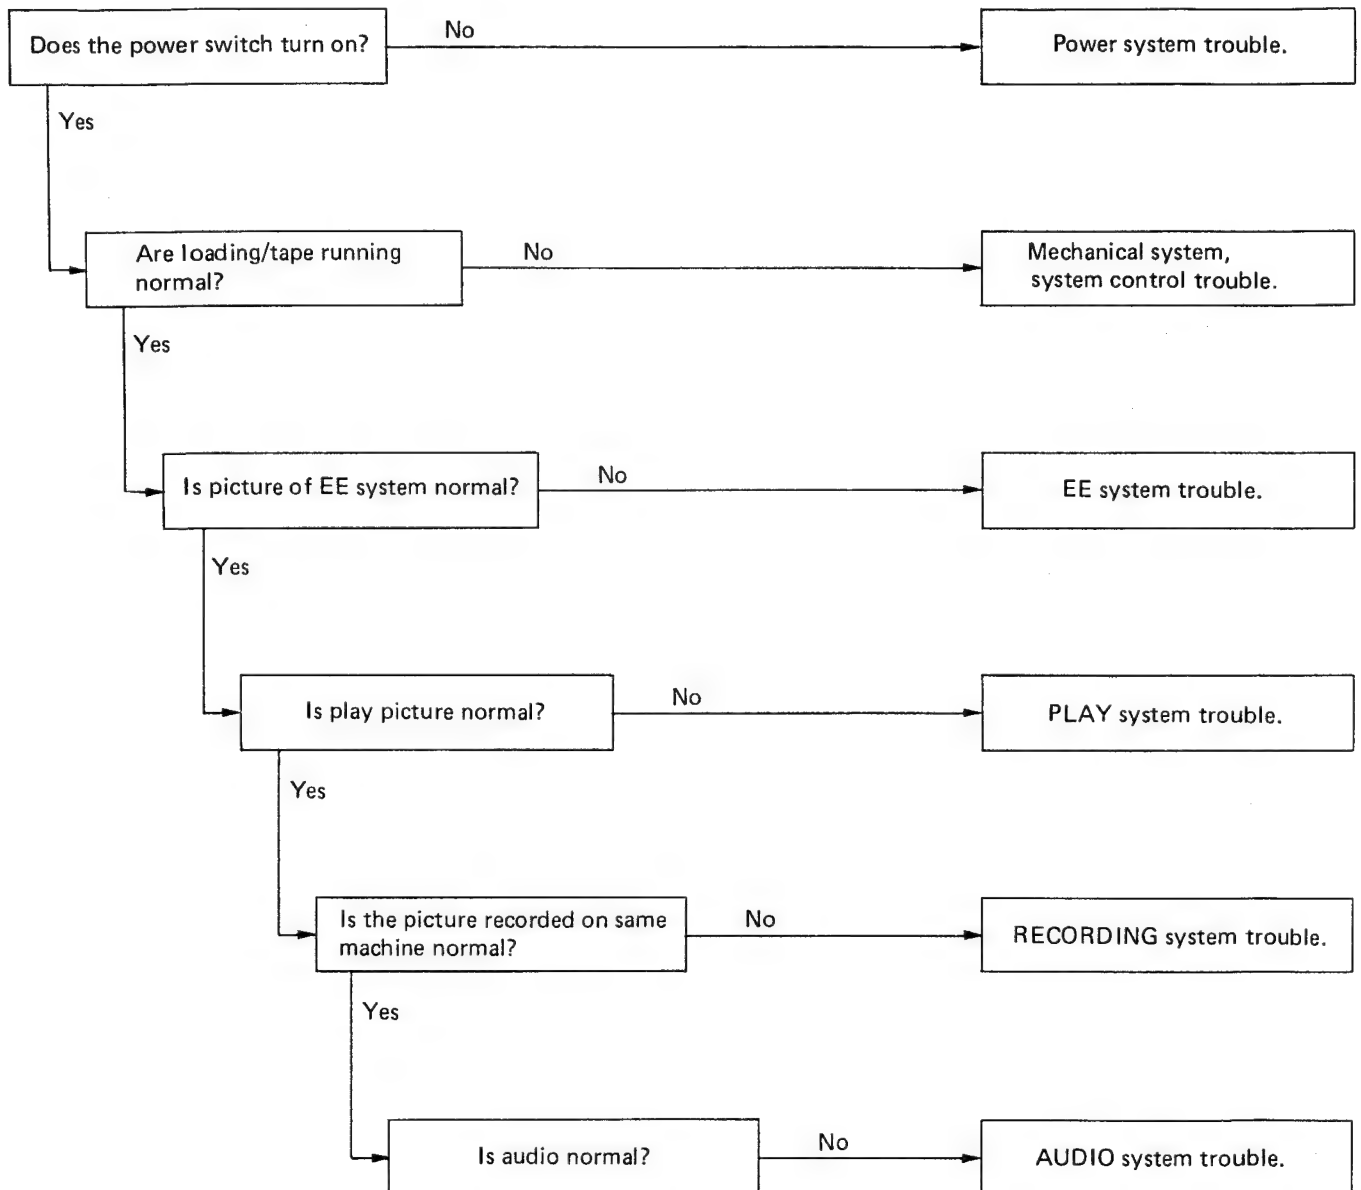 Does the power switch turn on?
No
Power system trouble.
Yes
Are loading/tape running
normal?
No
Mechanical system,
system control trouble.
Yes
Is picture of EE system normal?
No
EE system trouble.
Yes
Is play picture normal?
No
PLAY system trouble.
Yes
Is the picture recorded on same
machine normal?
No
RECORDING system trouble.
Yes
Is audio normal?
No
AUDIO system trouble.